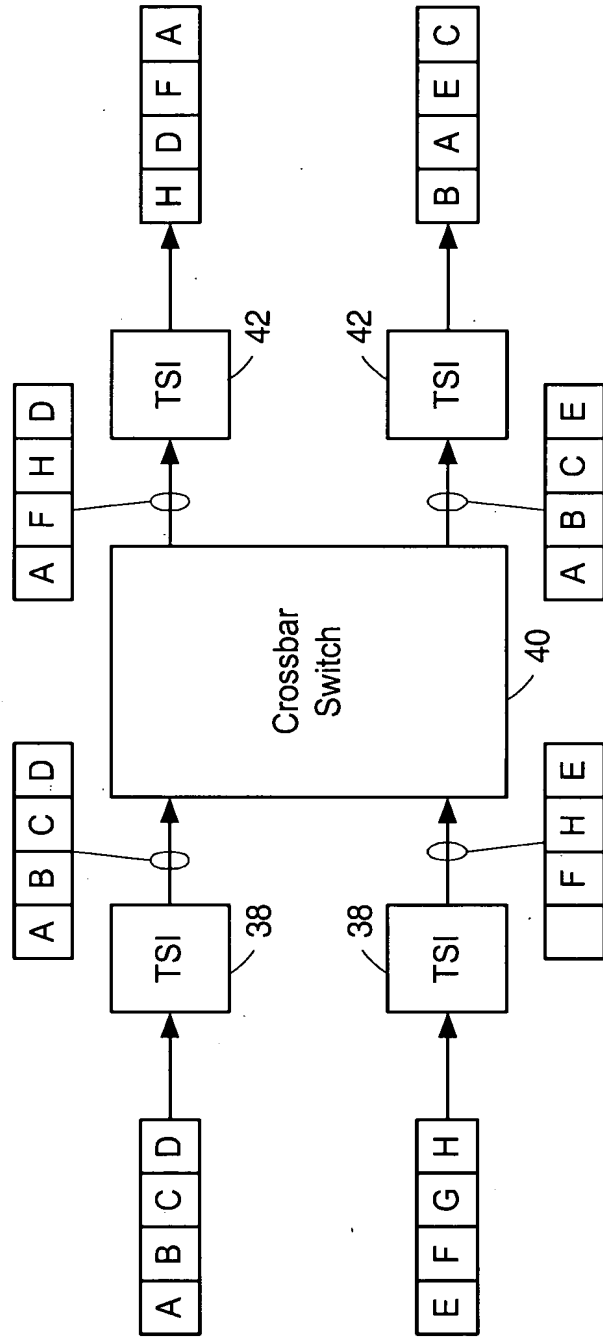 A B C D
A F H D
A B C D
TSI
38
TSI
42
H D F A
Crossbar
Switch
40
E F G H
TSI
38
TSI
42
B A E C
F H E
A B C E